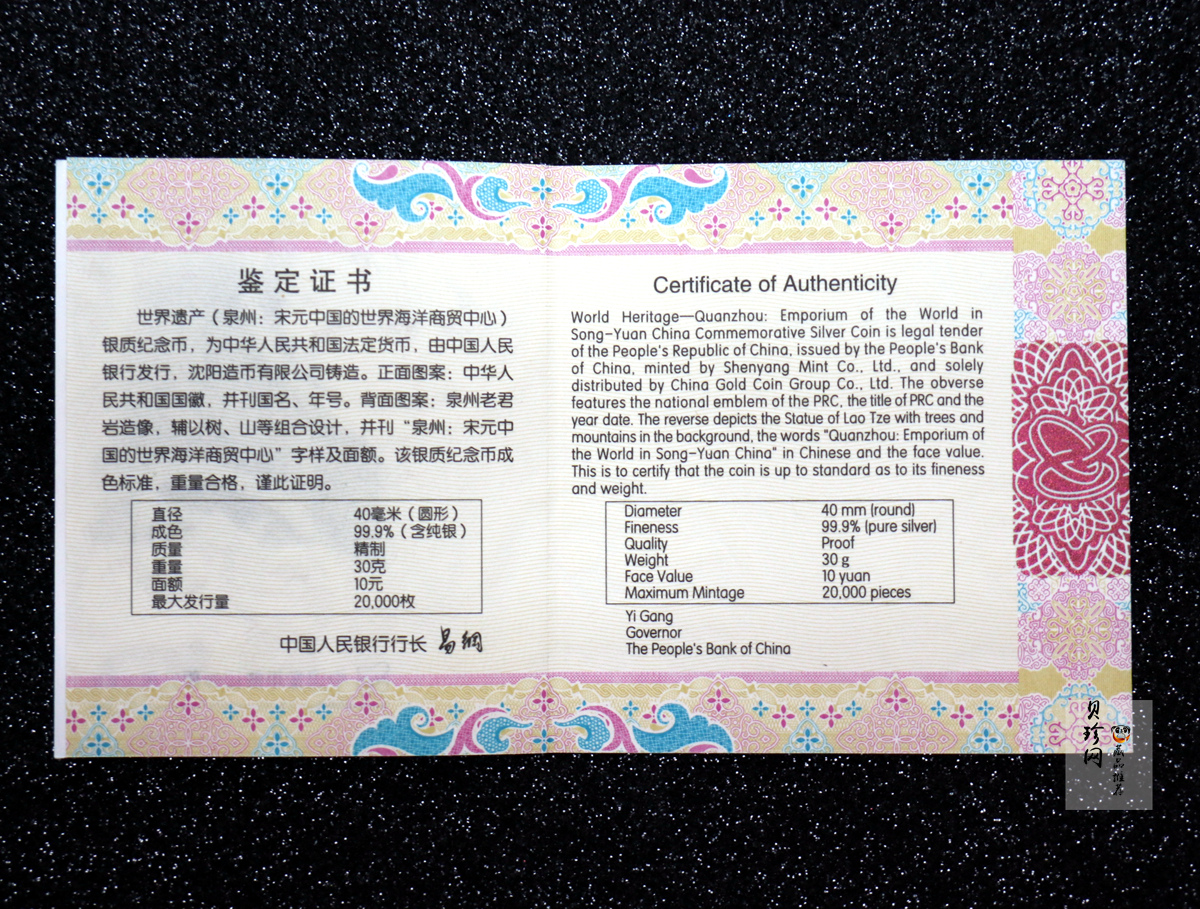 鉴定证书
世界遗产（泉州：宋元中国的世界海洋商贸中心）
银质纪念币，为中华人民共和国法定货币，由中国人民
银行发行，沈阳造币有限公司铸造。正面图案：中华人
民共和国国徽，并刊国名、年号。背面图案：泉州老君
岩造像，辅以树、山等组合设计，并刊“泉州：宋元中
国的世界海洋商贸中心”字样及面额。该银质纪念币成
色标准，重量合格，谨此证明。
直径 40毫米（圆形）
成色 99.9%（含纯银）
质量 精制
重量 30克
面额 10元
最大发行量 20,000枚
中国人民银行行长 易纲
Certificate of Authenticity
World Heritage—Quanzhou: Emporium of the World in
Song-Yuan China Commemorative Silver Coin is legal tender
of the People's Republic of China, issued by the People's Bank
of China, minted by Shenyang Mint Co., Ltd., and solely
distributed by China Gold Coin Group Co., Ltd. The obverse
features the national emblem of the PRC, the title of PRC and the
year date. The reverse depicts the Statue of Lao Tze with trees and
mountains in the background, the words "Quanzhou: Emporium of
the World in Song-Yuan China" in Chinese and the face value.
This is to certify that the coin is up to standard as to its fineness
and weight.
Diameter 40 mm (round)
Fineness 99.9% (pure silver)
Quality Proof
Weight 30 g
Face Value 10 yuan
Maximum Mintage 20,000 pieces
Yi Gang
Governor
The People's Bank of China
贝珍网
藏品推荐